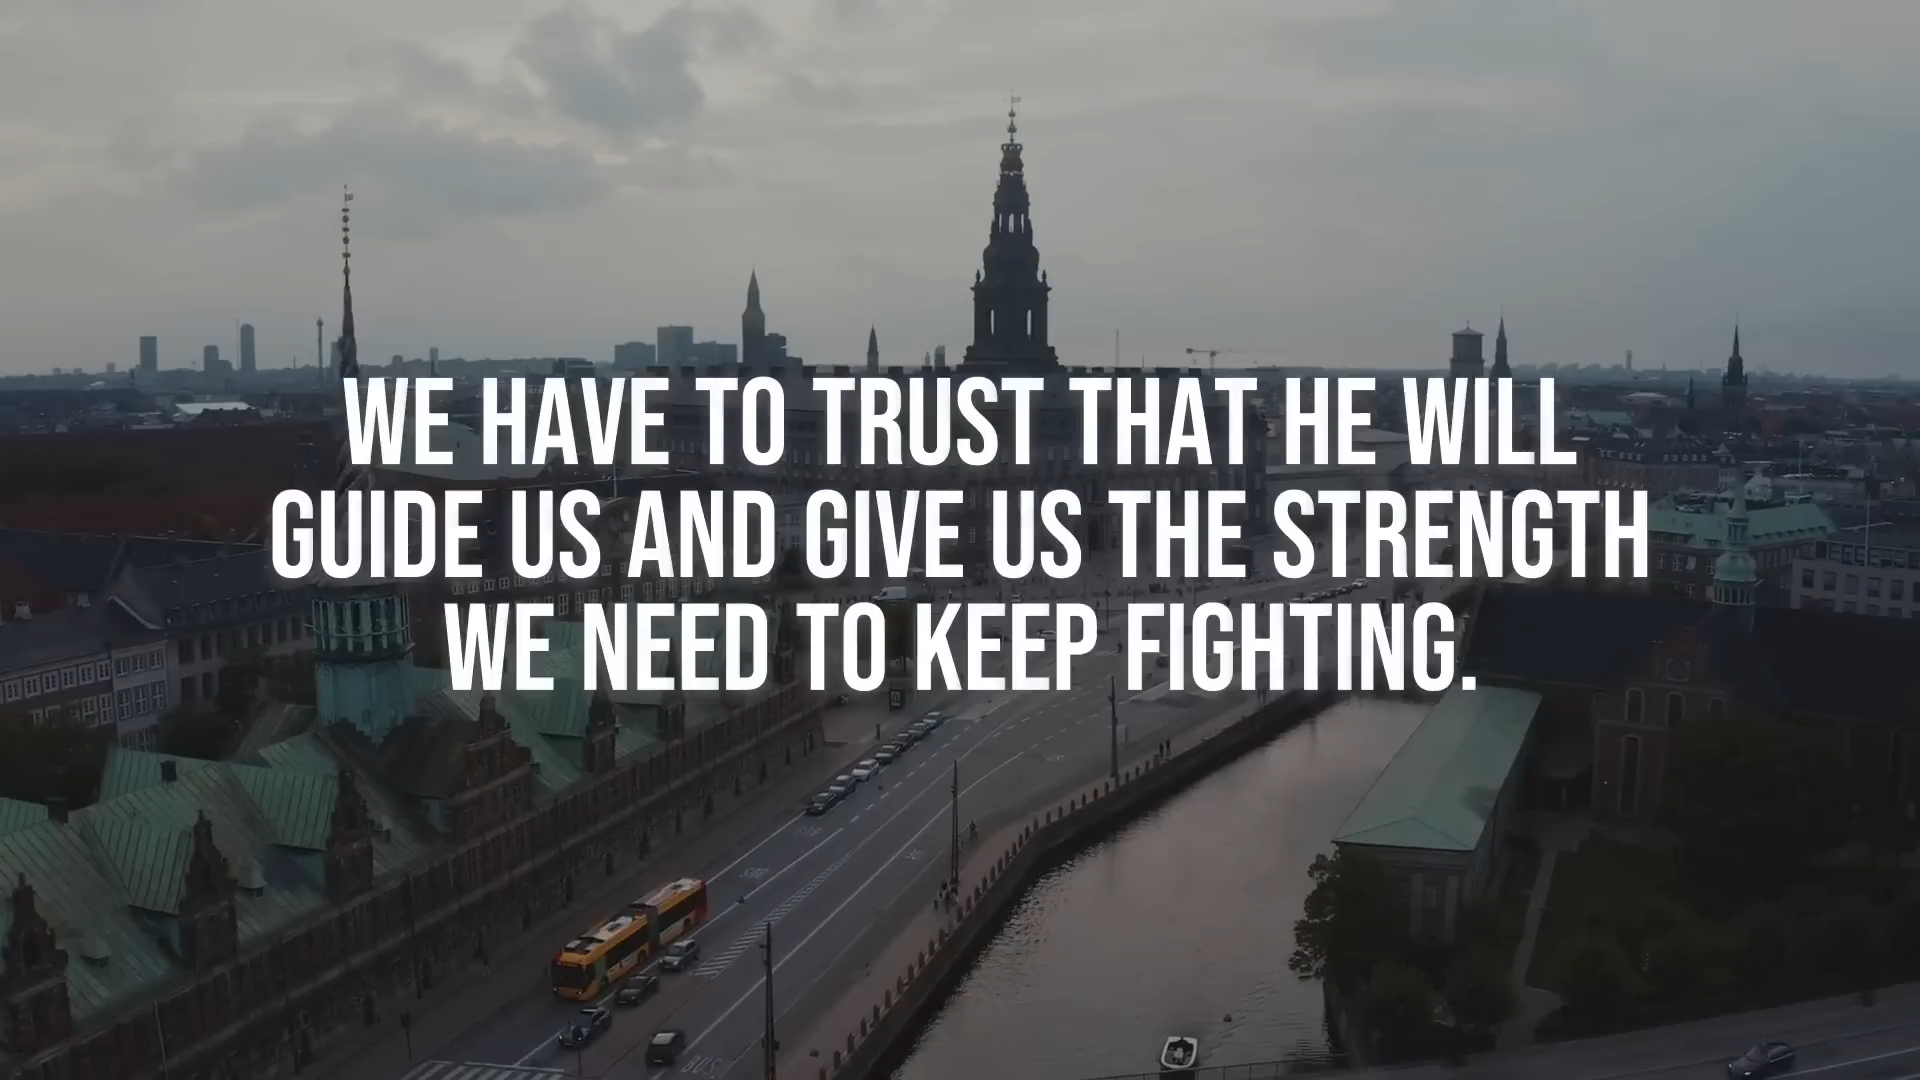 WE HAVE TO TRUST THAT HE WILL
GUIDE US AND GIVE US THE STRENGTH
WE NEED TO KEEP FIGHTING.
BUS